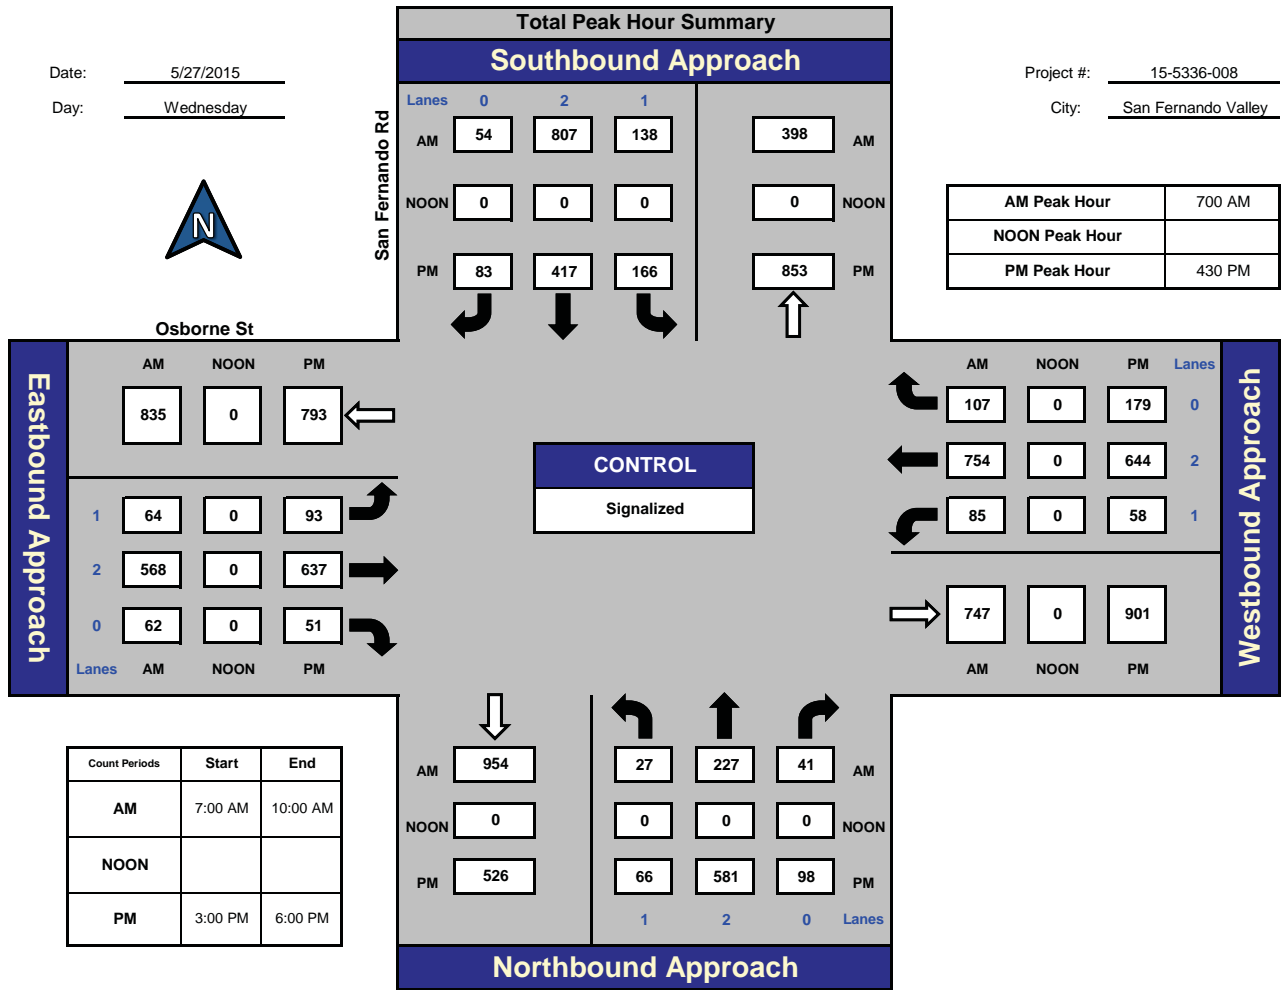 Total Peak Hour Summary
Southbound Approach
Date: 5/27/2015
Day: Wednesday
Project #: 15-5336-008
City: San Fernando Valley
N
San Fernando Rd
Lanes 0 2 1
AM 54 807 138 398 AM
NOON 0 0 0 0 NOON
PM 83 417 166 853 PM
AM Peak Hour 700 AM
NOON Peak Hour
PM Peak Hour 430 PM
Osborne St
Eastbound Approach
AM NOON PM
835 0 793
1 64 0 93
2 568 0 637
0 62 0 51
Lanes AM NOON PM
CONTROL
Signalized
AM NOON PM Lanes
107 0 179 0
754 0 644 2
85 0 58 1
747 0 901
AM NOON PM
Westbound Approach
Count Periods Start End
AM 7:00 AM 10:00 AM
NOON
PM 3:00 PM 6:00 PM
AM 954 27 227 41 AM
NOON 0 0 0 0 NOON
PM 526 66 581 98 PM
1 2 0 Lanes
Northbound Approach